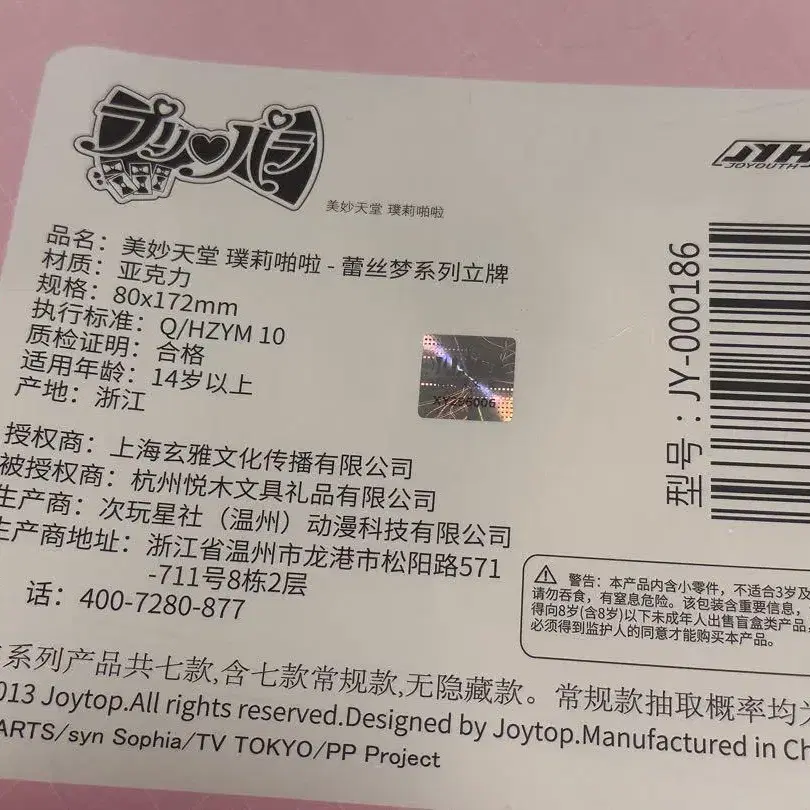 プリ♥パラ
美妙天堂 璞莉啪啦
JOYOUTH
品名：美妙天堂 璞莉啪啦 - 蕾丝梦系列立牌
材质：亚克力
规格：80x172mm
执行标准：Q/HZYM 10
质检证明：合格
适用年龄：14岁以上
产地：浙江
型号：JY-000186
授权商：上海玄雅文化传播有限公司
被授权商：杭州悦木文具礼品有限公司
生产商：次玩星社（温州）动漫科技有限公司
生产商地址：浙江省温州市龙港市松阳路571
-711号8栋2层
话：400-7280-877
警告：本产品内含小零件，不适合3岁及
请勿吞食，有窒息危险。该包装含重要信息，
得向8岁(含8岁)以下未成年人出售盲盒类产品，
必须得到监护人的同意才能购买本产品。
系列产品共七款,含七款常规款,无隐藏款。常规款抽取概率均为
013 Joytop.All rights reserved.Designed by Joytop.Manufactured in Ch
ARTS/syn Sophia/TV TOKYO/PP Project